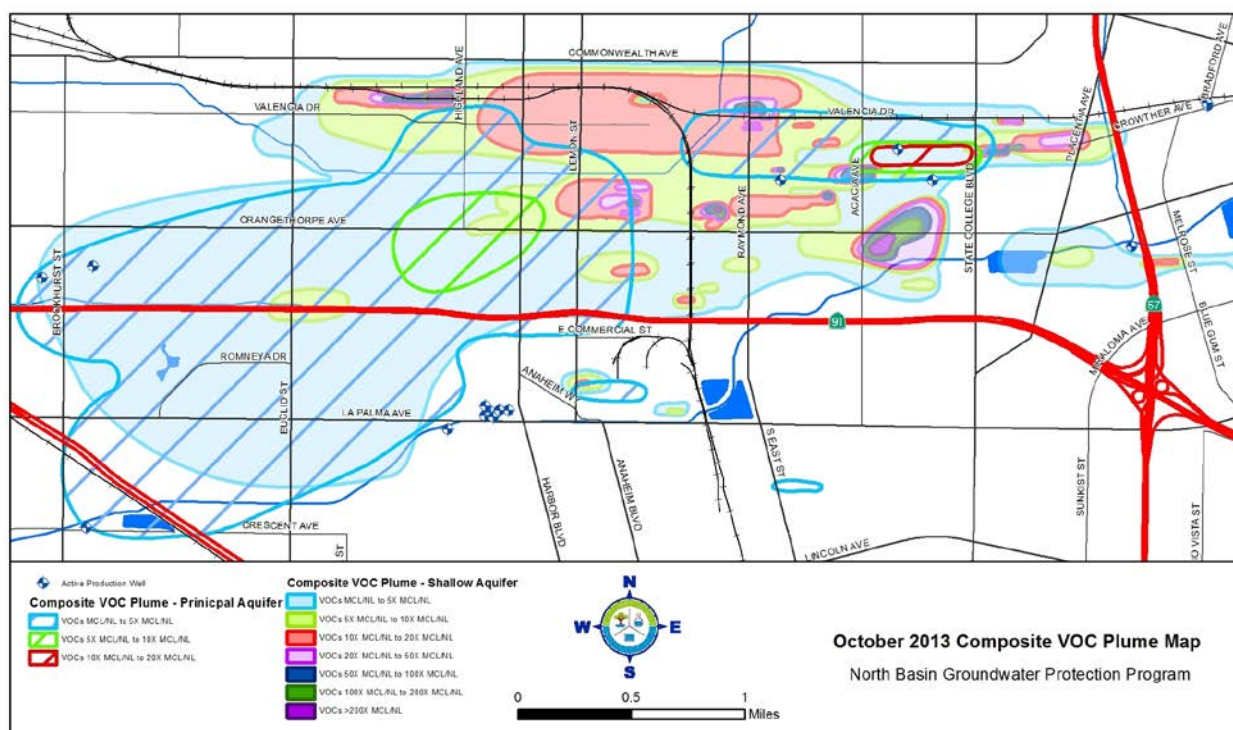 COMMONWEALTH AVE
BRADFORD AVE
HIGHLAND AVE
PLACENTIA AVE
VALENCIA DR
VALENCIA DR
CROWTHER AVE
LEMON ST
ACACIA AVE
STATE COLLEGE BLVD
RAYMOND AVE
ORANGETHORPE AVE
MELROSE ST
BROOKHURST ST
57
91
E COMMERCIAL ST
MIRALOMA AVE
BLUE GUM ST
ROMNEYA DR
ANAHEIM W
EUCLID ST
LA PALMA AVE
S EAST ST
SUNKIST ST
HARBOR BLVD
ANAHEIM BLVD
IO VISTA ST
CRESCENT AVE
ST
LINCOLN AVE
Active Production Well
Composite VOC Plume - Prinicpal Aquifer
VOCs MCL/NL to 5X MCL/NL
VOCs 5X MCL/NL to 10X MCL/NL
VOCs 10X MCL/NL to 20X MCL/NL
Composite VOC Plume - Shallow Aquifer
VOCs MCL/NL to 5X MCL/NL
VOCs 5X MCL/NL to 10X MCL/NL
VOCs 10X MCL/NL to 20X MCL/NL
VOCs 20X MCL/NL to 50X MCL/NL
VOCs 50X MCL/NL to 100X MCL/NL
VOCs 100X MCL/NL to 200X MCL/NL
VOCs >200X MCL/NL
N
W E
S
0 0.5 1
Miles
October 2013 Composite VOC Plume Map
North Basin Groundwater Protection Program